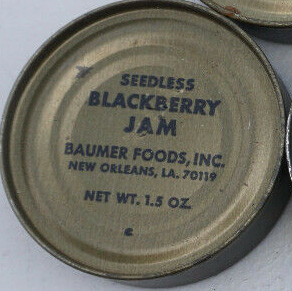 SEEDLESS
BLACKBERRY
JAM
BAUMER FOODS, INC.
NEW ORLEANS, LA. 70119
NET WT. 1.5 OZ.